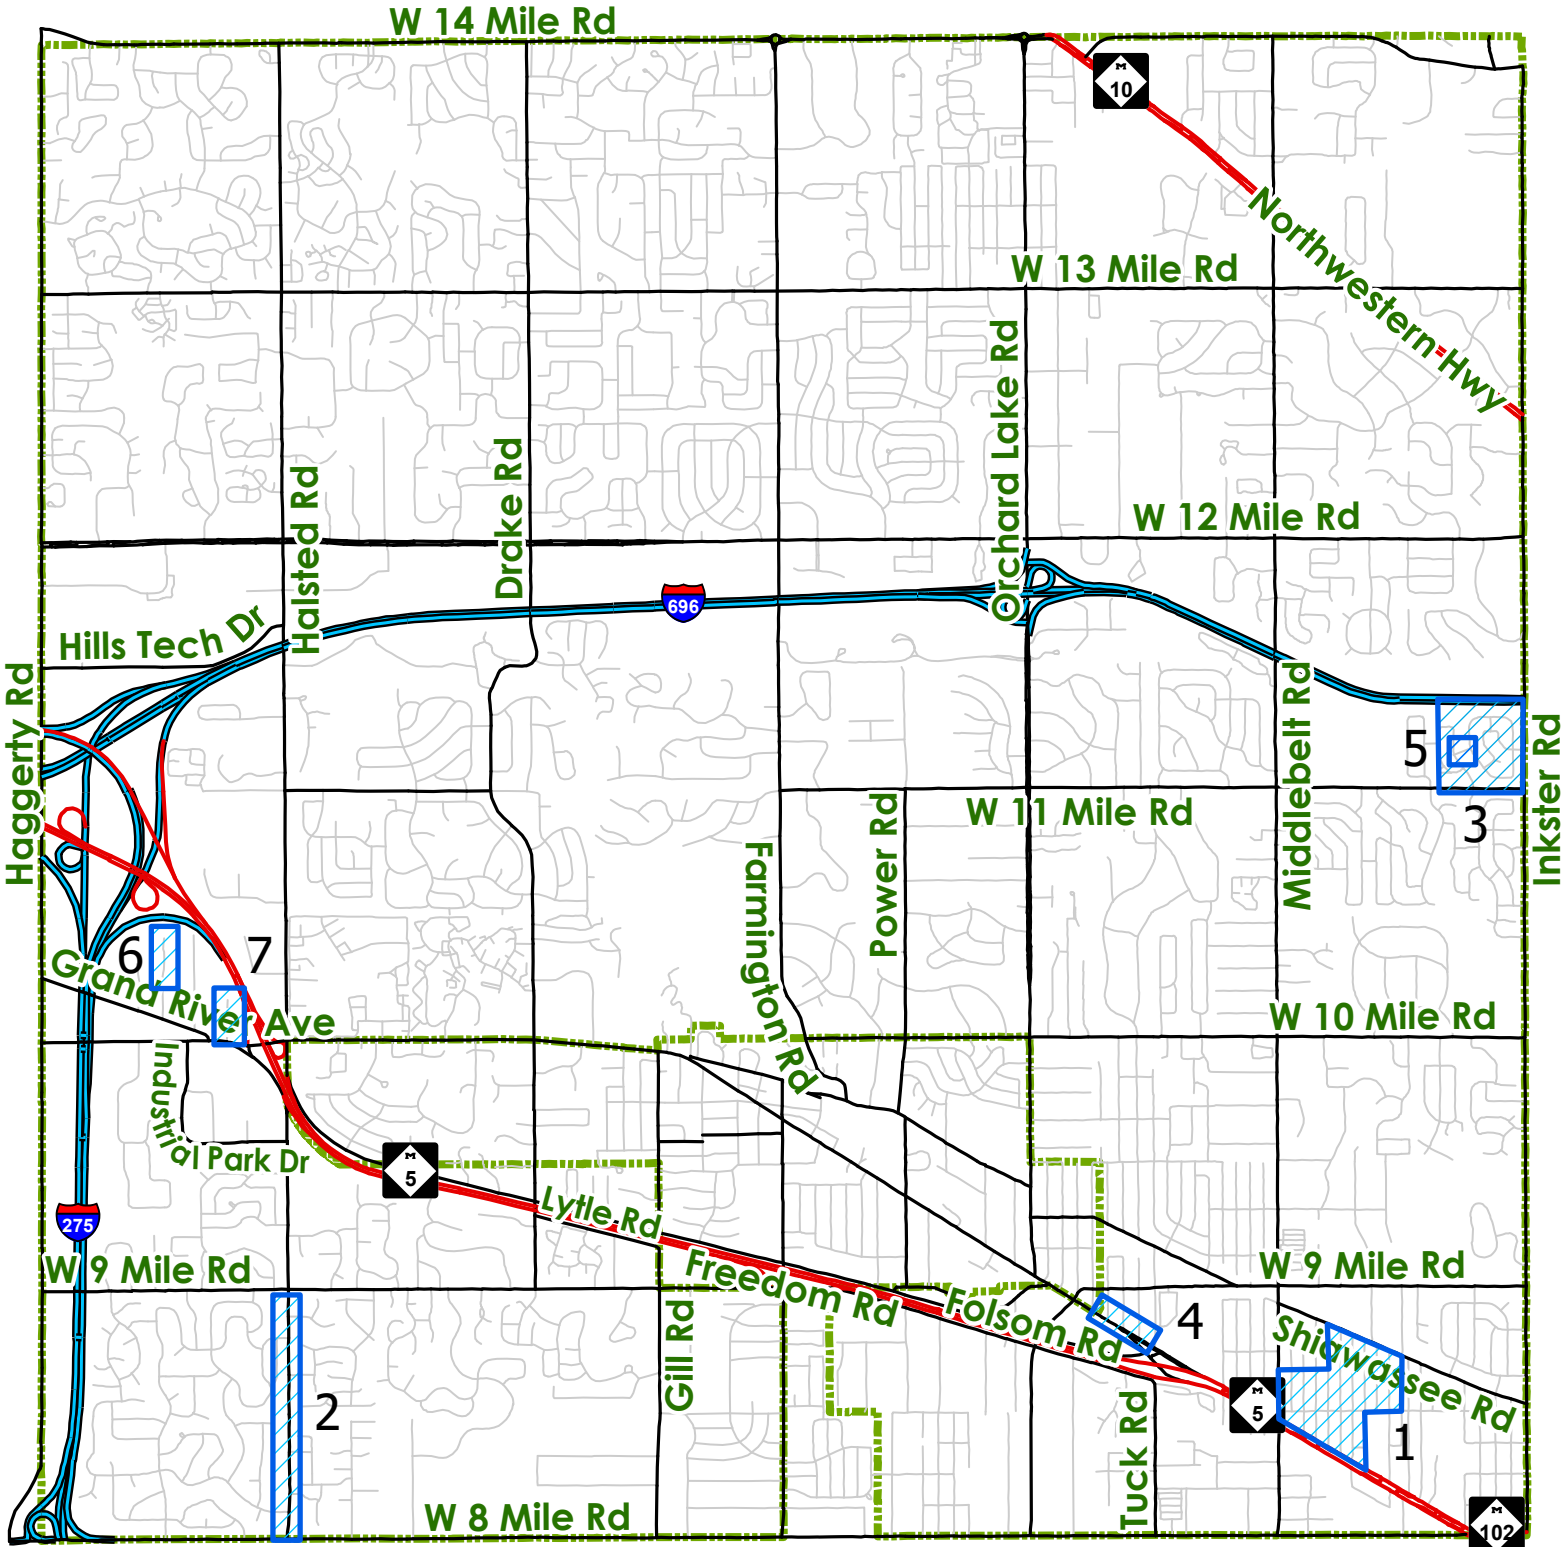 W 14 Mile Rd
M
10
Northwestern Hwy
W 13 Mile Rd
Orchard Lake Rd
Drake Rd
Halsted Rd
W 12 Mile Rd
696
Hills Tech Dr
Haggerty Rd
Middlebelt Rd
Inkster Rd
5
3
W 11 Mile Rd
Power Rd
Farmington Rd
6
7
Grand River Ave
W 10 Mile Rd
Industrial Park Dr
M
5
Lytle Rd
275
W 9 Mile Rd
Freedom Rd
Folsom Rd
W 9 Mile Rd
4
Shiawassee Rd
Gill Rd
2
Tuck Rd
M
5
1
W 8 Mile Rd
M
102